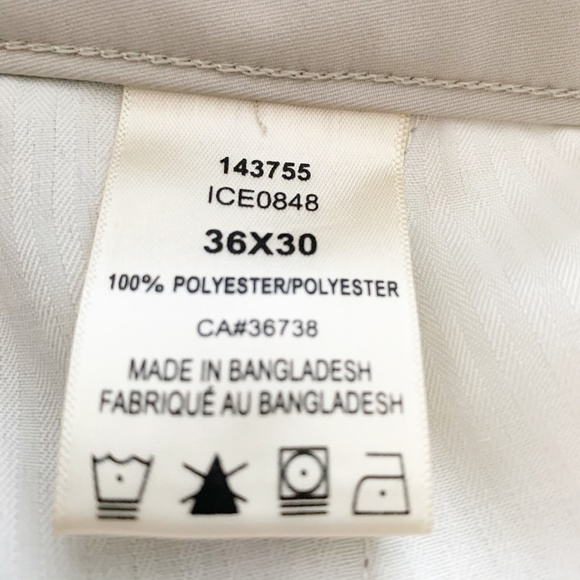 143755
ICE0848
36X30
100% POLYESTER/POLYESTER
CA#36738
MADE IN BANGLADESH
FABRIQUÉ AU BANGLADESH